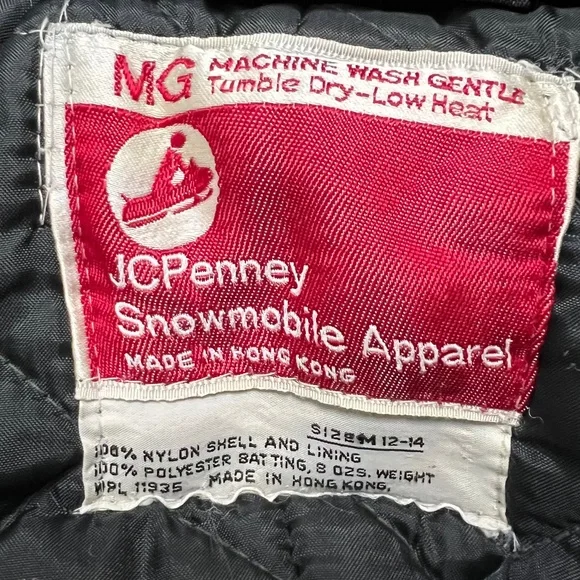 MG MACHINE WASH GENTLE
Tumble Dry-Low Heat
JCPenney
Snowmobile Apparel
MADE IN HONG KONG
SIZE M 12-14
100% NYLON SHELL AND LINING
100% POLYESTER BATTING, 8 OZS. WEIGHT
WPL 11935 MADE IN HONG KONG.